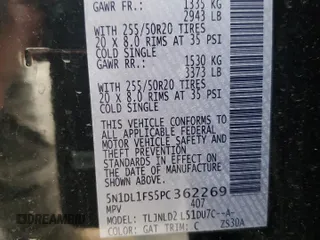 GAWR FR.: 1335 KG
2943 LB
WITH 255/50R20 TIRES
20 X 8.0 RIMS AT 35 PSI
COLD SINGLE
GAWR RR.: 1530 KG
3373 LB
WITH 255/50R20 TIRES
20 X 8.0 RIMS AT 35 PSI
COLD SINGLE
THIS VEHICLE CONFORMS TO
ALL APPLICABLE FEDERAL
MOTOR VEHICLE SAFETY AND
THEFT PREVENTION
STANDARDS IN EFFECT ON
THE DATE OF MANUFACTURE
SHOWN ABOVE.
5N1DL1FS5PC362269
MPV 407
MODEL: TLJNLD2 L51DU7C--A-
COLOR: GAT TRIM: C Z530A